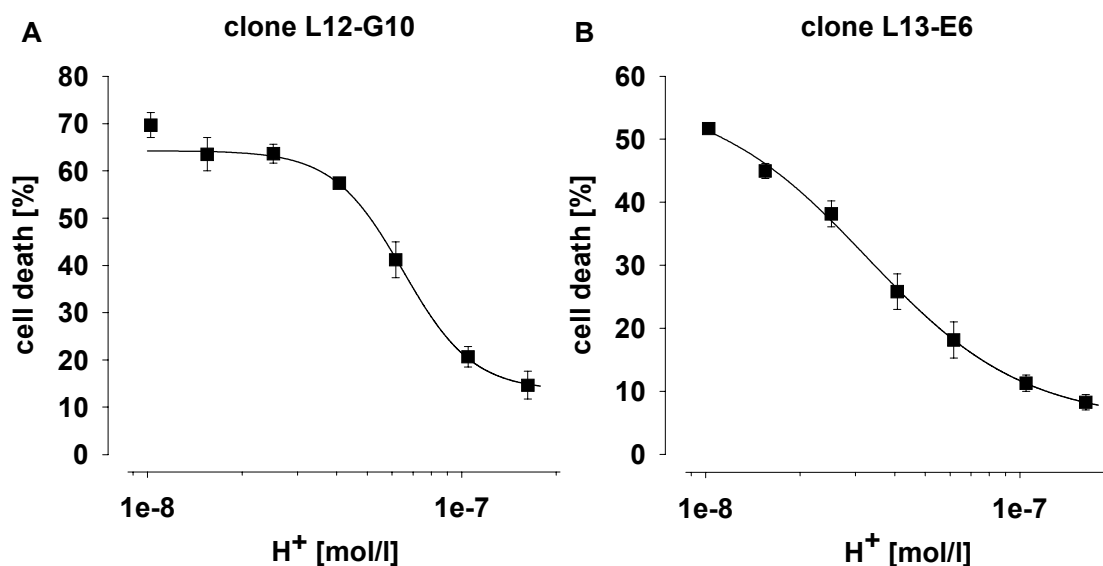 A
clone L12-G10
80
70
60
50
40
30
20
10
0
cell death [%]
1e-8
1e-7
H+ [mol/l]
B
clone L13-E6
60
50
40
30
20
10
0
cell death [%]
1e-8
1e-7
H+ [mol/l]